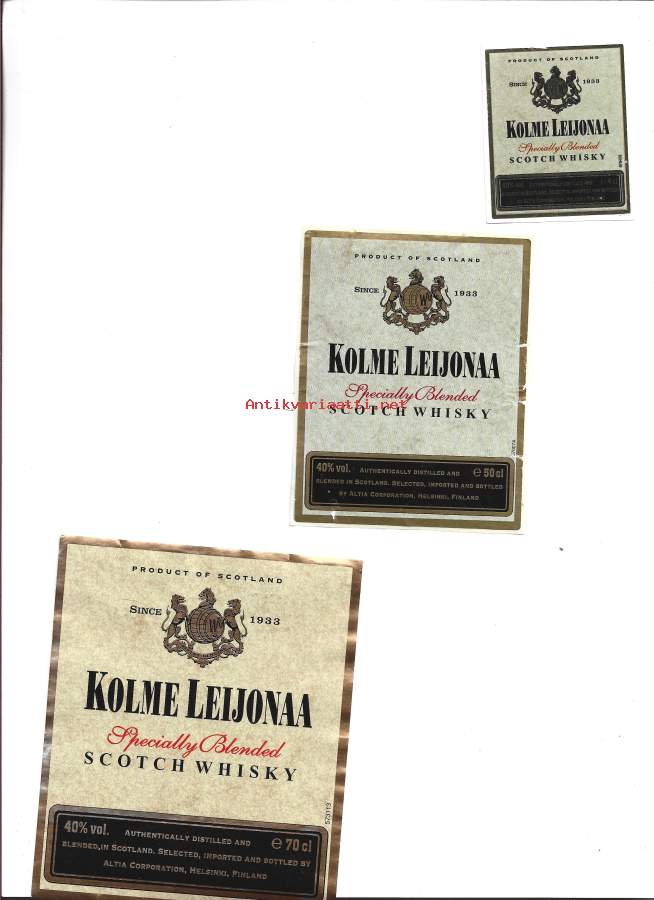 PRODUCT OF SCOTLAND
SINCE 1933
KOLME LEIJONAA
Specially Blended
SCOTCH WHISKY
40% vol.
PRODUCT OF SCOTLAND
SINCE 1933
W
KOLME LEIJONAA
Specially Blended
Antikvariaatti.net
SCOTCH WHISKY
40% vol. AUTHENTICALLY DISTILLED AND e 50 cl
BLENDED IN SCOTLAND. SELECTED, IMPORTED AND BOTTLED
BY ALTIA CORPORATION, HELSINKI, FINLAND
PRODUCT OF SCOTLAND
SINCE 1933
W
KOLME LEIJONAA
Specially Blended
SCOTCH WHISKY
573113
40% vol. AUTHENTICALLY DISTILLED AND e 70 cl
BLENDED, IN SCOTLAND. SELECTED, IMPORTED AND BOTTLED BY
ALTIA CORPORATION, HELSINKI, FINLAND